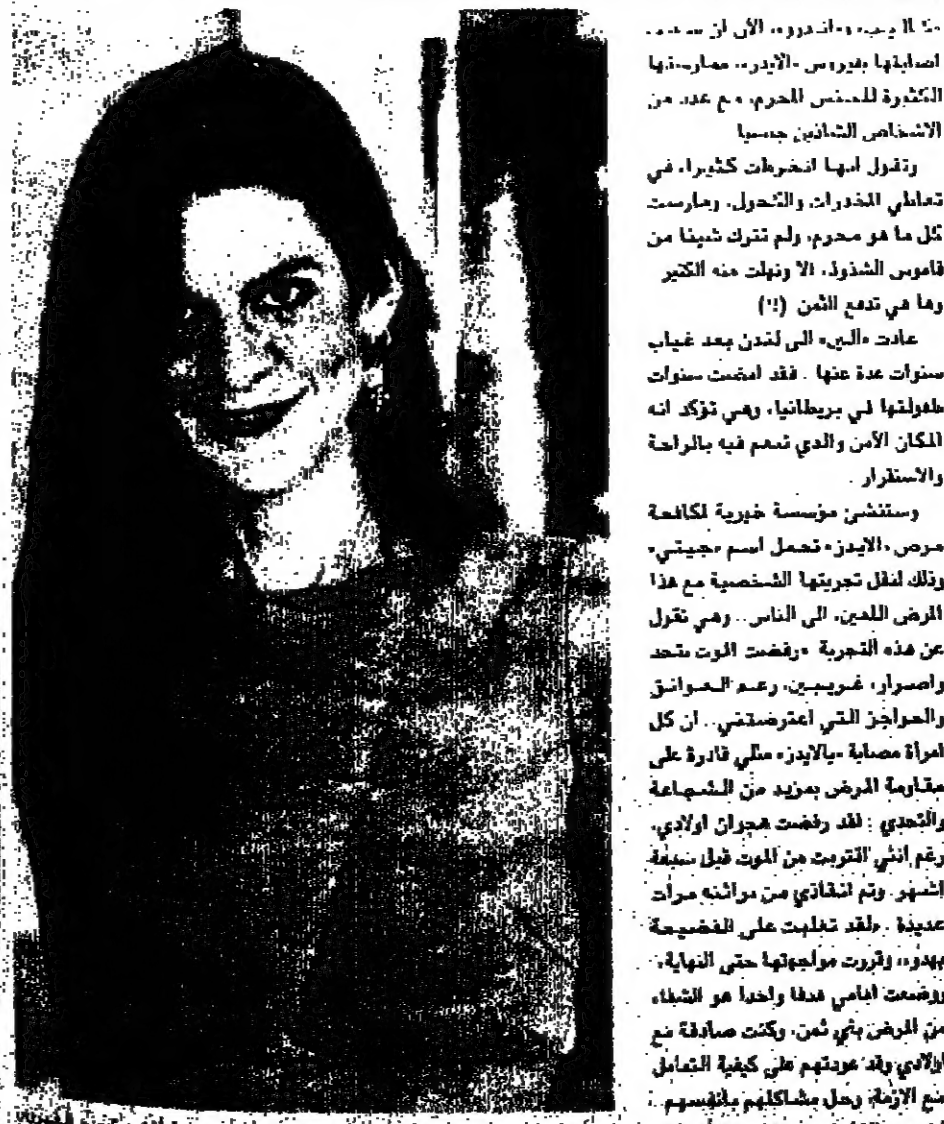 الآن ان
اصابتها بفيروس «الايدز» ممارستها
الكثيرة للجنس المحرم، مع عدد من
الاشخاص الشاذين جنسيا
وتقول انها انخرطت كثيرا، في
تعاطي المخدرات والكحول، ومارست
كل ما هو محرم، ولم تترك شيئا من
قاموس الشذوذ، الا ونهلت منه الكثير
وها هي تدفع الثمن (!!)
عادت «الين» الى لندن بعد غياب
سنوات عدة عنها . فقد امضت سنوات
طفولتها في بريطانيا، وهي تؤكد انه
المكان الآمن والذي تنعم فيه بالراحة
والاستقرار .
وستنشئ مؤسسة خيرية لمكافحة
مرض «الايدز» تحمل اسم «جيتي»
وذلك لنقل تجربتها الشخصية مع هذا
المرض اللعين، الى الناس.. وهي تقول
عن هذه التجربة «رفضت الموت بتحد
واصرار، غريبين، رغم العوائق
والحواجز التي اعترضتني.. ان كل
امرأة مصابة «بالايدز» مثلي قادرة على
مقاومة المرض بمزيد من الشجاعة
والتحدي : لقد رفضت هجران اولادي،
رغم انني اقتربت من الموت قبل سبعة
اشهر . وتم انقاذي من براثنه مرات
عديدة . «لقد تغلبت على الفضيحة
بهدوء، وقررت مواجهتها حتى النهاية،
ووضعت امامي هدفا واحدا هو الشفاء
من المرض بأي ثمن، وكنت صادقة مع
اولادي وقد عودتهم على كيفية التعامل
مع الازمة، وحل مشاكلهم بأنفسهم .